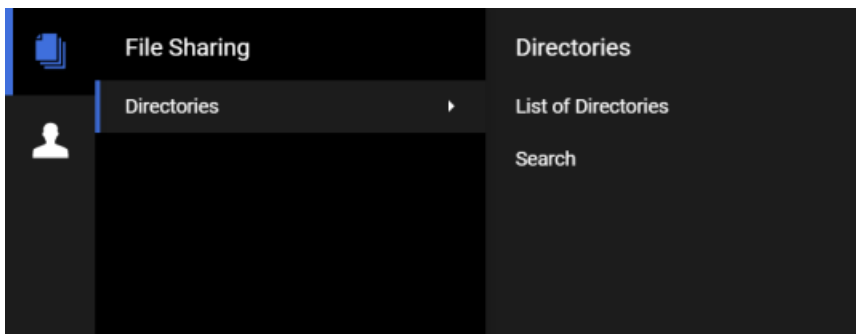 File Sharing
Directories
Directories
List of Directories
Search